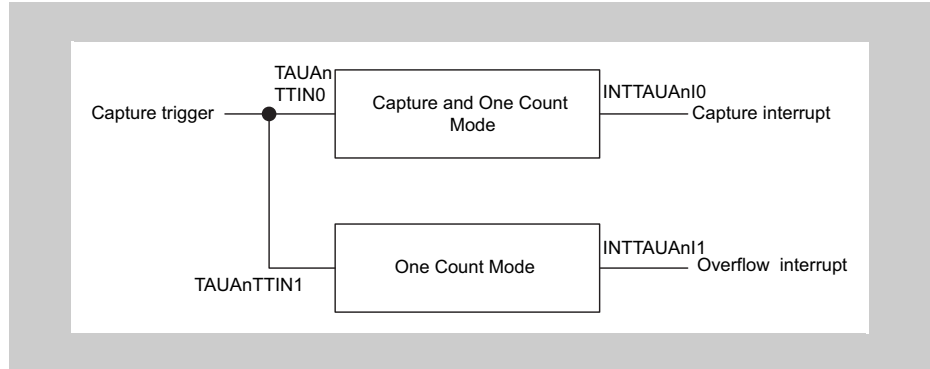 TAUAn
TTIN0
Capture trigger
Capture and One Count
Mode
INTTAUAnI0
Capture interrupt
TAUAnTTIN1
One Count Mode
INTTAUAnI1
Overflow interrupt